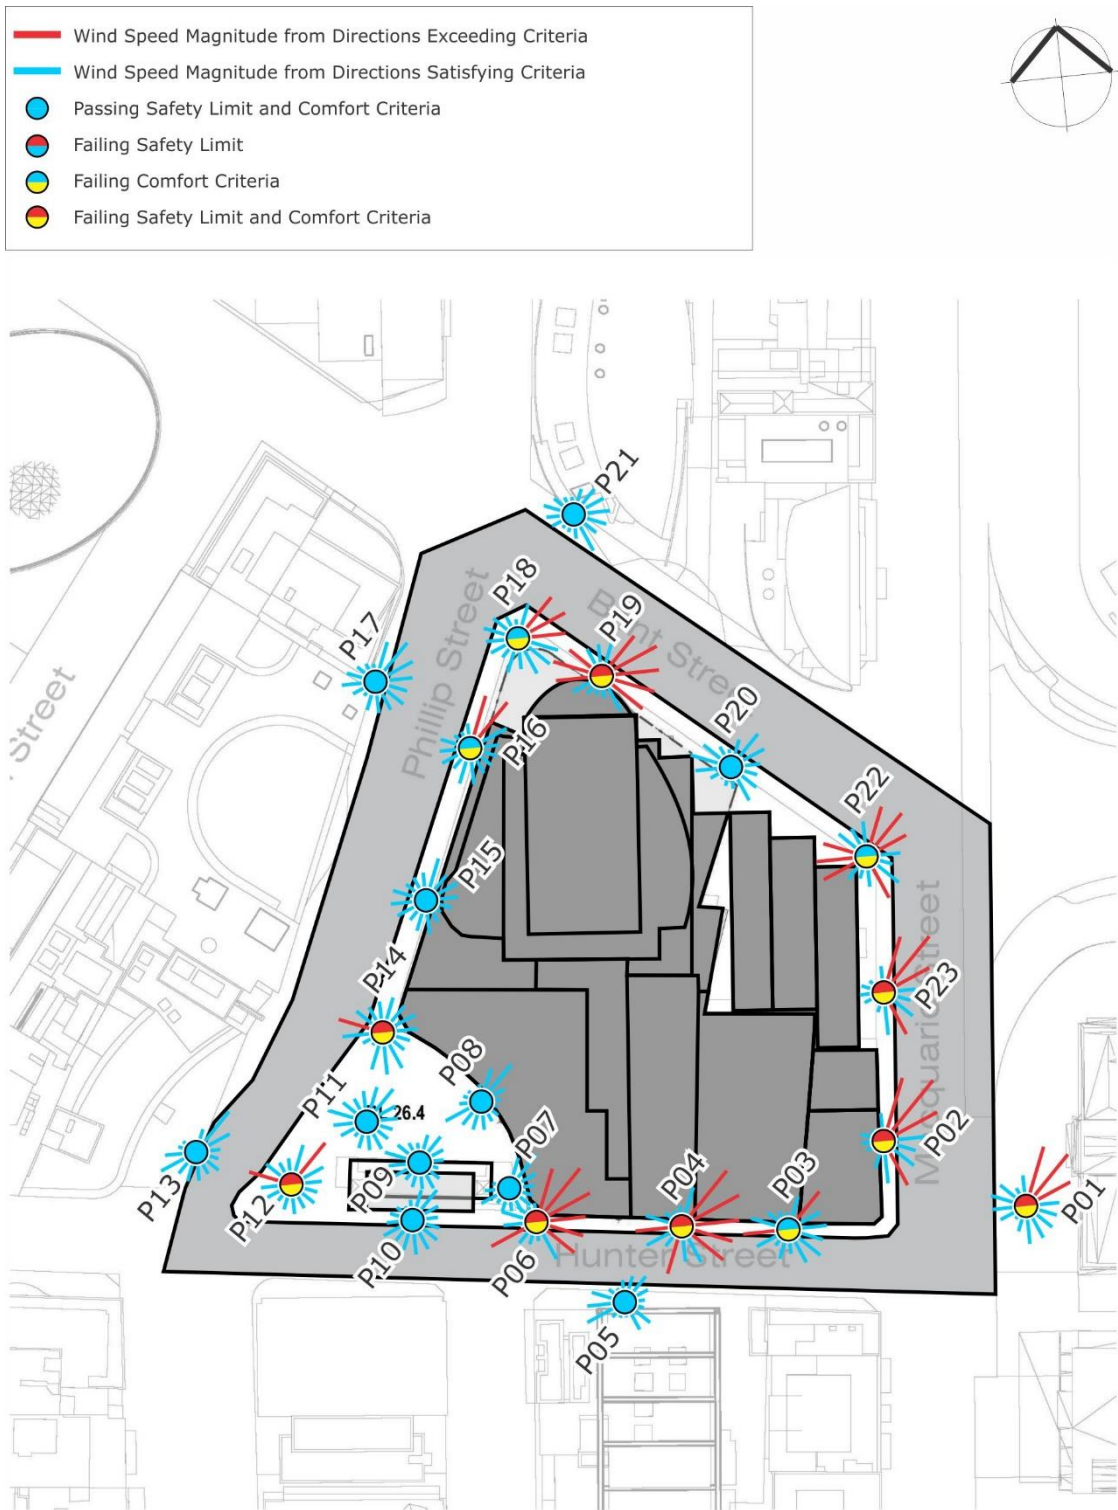 Wind Speed Magnitude from Directions Exceeding Criteria
Wind Speed Magnitude from Directions Satisfying Criteria
Passing Safety Limit and Comfort Criteria
Failing Safety Limit
Failing Comfort Criteria
Failing Safety Limit and Comfort Criteria
P21
P18
Phillip Street
P19
P17
Street
P20
P16
P22
P15
P14
P23
Macquarie Street
P08
P11
26.4
P07
P02
P09
P04
P03
P13
P12
P01
P10
P06
Hunter Street
P05